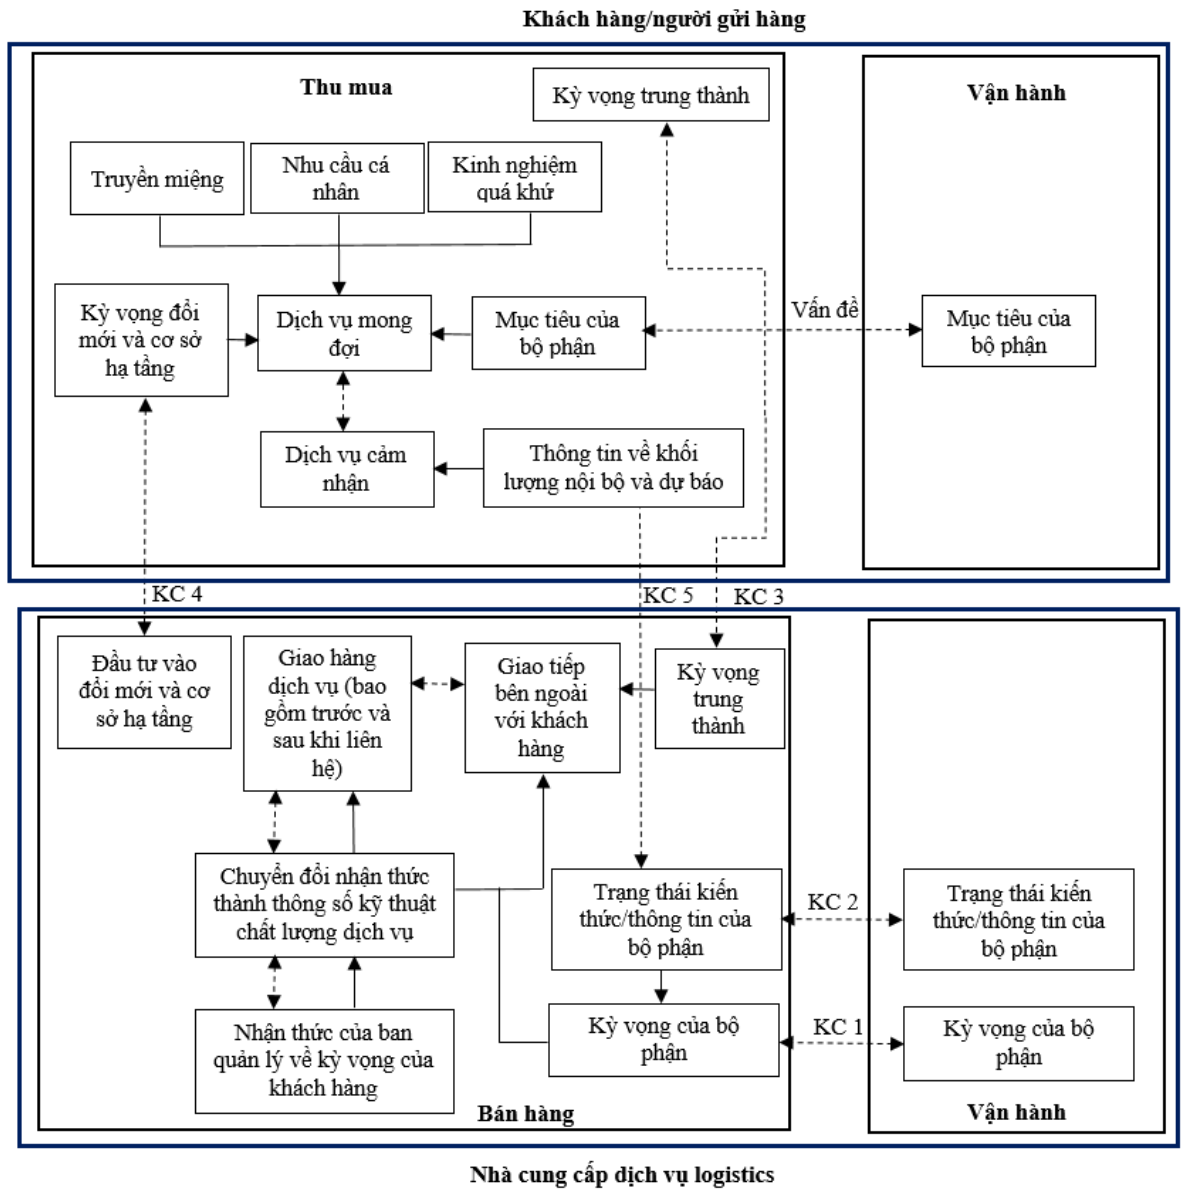 Khách hàng/người gửi hàng
Thu mua
Kỳ vọng trung thành
Vận hành
Truyền miệng
Nhu cầu cá
nhân
Kinh nghiệm
quá khứ
Kỳ vọng đổi
mới và cơ sở
hạ tầng
Dịch vụ mong
đợi
Mục tiêu của
bộ phận
Vấn đề
Mục tiêu của
bộ phận
Dịch vụ cảm
nhận
Thông tin về khối
lượng nội bộ và dự báo
KC 4
KC 5
KC 3
Đầu tư vào
đổi mới và cơ
sở hạ tầng
Giao hàng
dịch vụ (bao
gồm trước và
sau khi liên
hệ)
Giao tiếp
bên ngoài
với khách
hàng
Kỳ vọng
trung
thành
Chuyển đổi nhận thức
thành thông số kỹ thuật
chất lượng dịch vụ
Trạng thái kiến
thức/thông tin của
bộ phận
KC 2
Trạng thái kiến
thức/thông tin của
bộ phận
Nhận thức của ban
quản lý về kỳ vọng của
khách hàng
Kỳ vọng của bộ
phận
KC 1
Kỳ vọng của bộ
phận
Bán hàng
Vận hành
Nhà cung cấp dịch vụ logistics